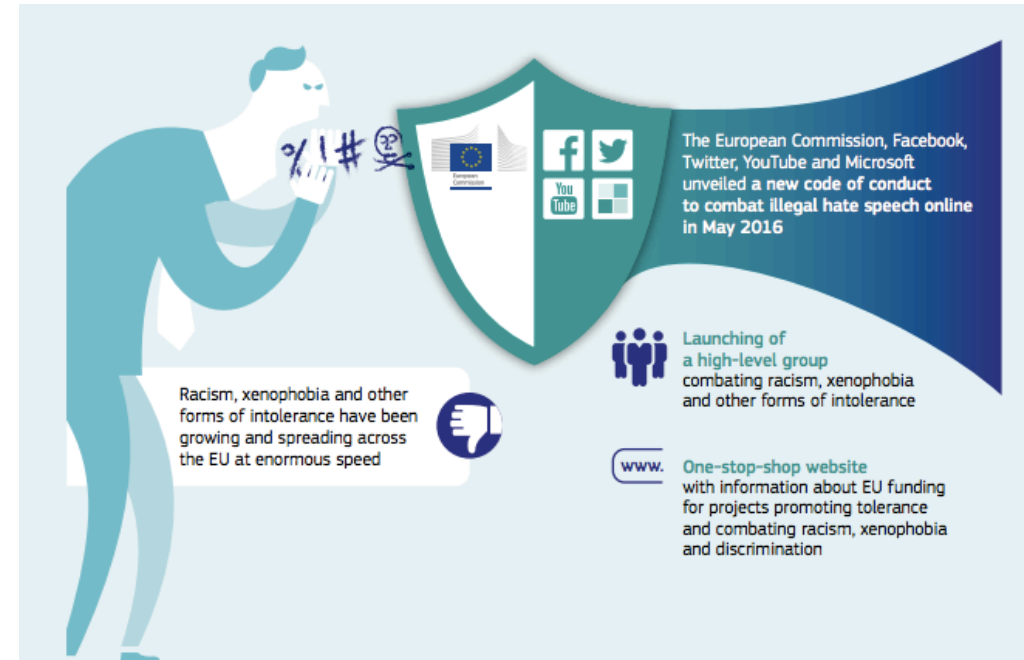 %!#
European
Commission
f
You
Tube
The European Commission, Facebook,
Twitter, YouTube and Microsoft
unveiled a new code of conduct
to combat illegal hate speech online
in May 2016
Launching of
a high-level group
combating racism, xenophobia
and other forms of intolerance
Racism, xenophobia and other
forms of intolerance have been
growing and spreading across
the EU at enormous speed
www.
One-stop-shop website
with information about EU funding
for projects promoting tolerance
and combating racism, xenophobia
and discrimination